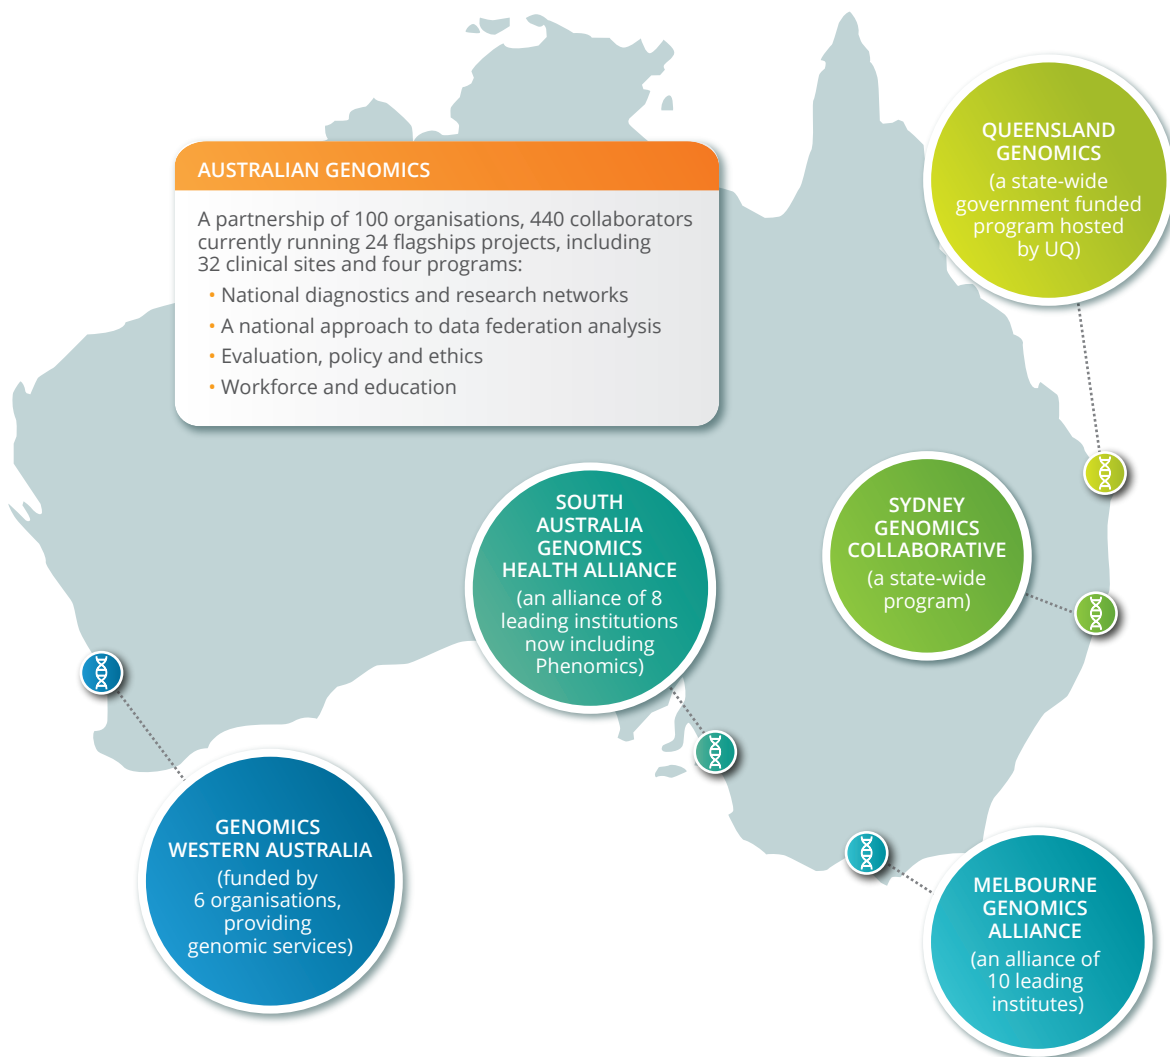 AUSTRALIAN GENOMICS
A partnership of 100 organisations, 440 collaborators
currently running 24 flagships projects, including
32 clinical sites and four programs:
• National diagnostics and research networks
• A national approach to data federation analysis
• Evaluation, policy and ethics
• Workforce and education
QUEENSLAND
GENOMICS
(a state-wide
government funded
program hosted
by UQ)
SOUTH
AUSTRALIA
GENOMICS
HEALTH ALLIANCE
(an alliance of 8
leading institutions
now including
Phenomics)
SYDNEY
GENOMICS
COLLABORATIVE
(a state-wide
program)
GENOMICS
WESTERN AUSTRALIA
(funded by
6 organisations,
providing
genomic services)
MELBOURNE
GENOMICS
ALLIANCE
(an alliance of
10 leading
institutes)